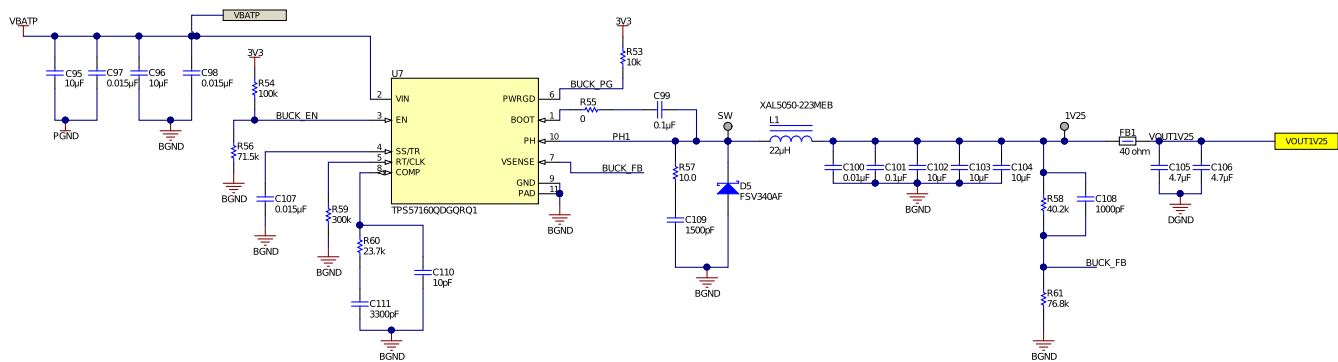 VBATP
VBATP
C95
10µF
C97
0.015µF
C96
10µF
C98
0.015µF
PGND
BGND
3V3
R54
100k
BUCK_EN
R56
71.5k
BGND
U7
2
VIN
3
EN
4
SS/TR
5
RT/CLK
8
COMP
PWRGD
6
BOOT
1
PH
10
VSENSE
7
GND
9
PAD
11
TPS57160QDGQRQ1
BGND
C107
0.015µF
BGND
R59
300k
BGND
R60
23.7k
C110
10pF
C111
3300pF
BGND
3V3
R53
10k
BUCK_PG
R55
0
C99
0.1µF
PH1
BUCK_FB
R57
10.0
C109
1500pF
BGND
SW
D5
FSV340AF
XAL5050-223MEB
L1
22µH
C100
0.01µF
C101
0.1µF
C102
10µF
C103
10µF
C104
10µF
BGND
1V25
R58
40.2k
C108
1000pF
BUCK_FB
R61
76.8k
BGND
FB1
40 ohm
VOUT1V25
C105
4.7µF
C106
4.7µF
DGND
VOUT1V25